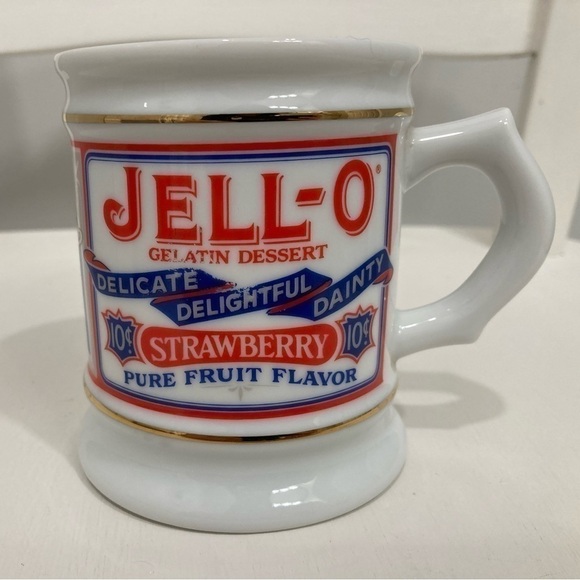 JELL-O®
GELATIN DESSERT
DELICATE DELIGHTFUL DAINTY
10¢ STRAWBERRY 10¢
PURE FRUIT FLAVOR